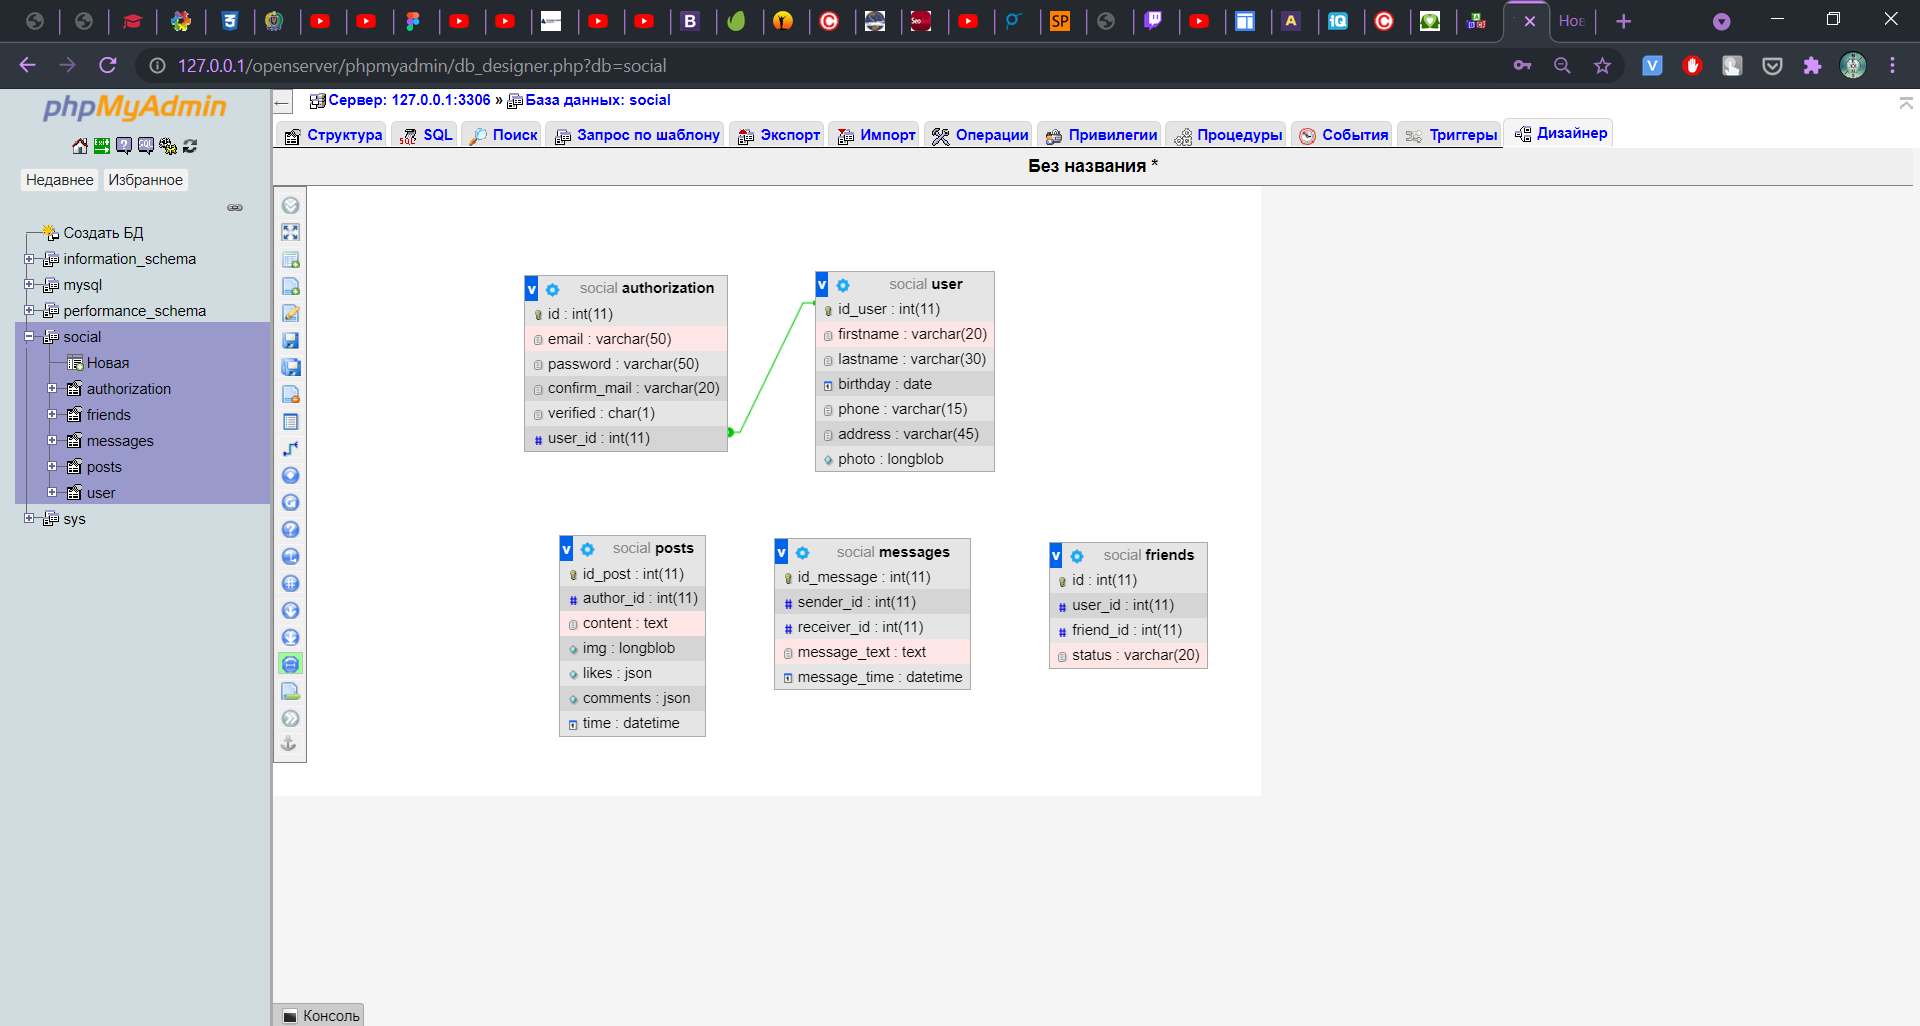 Нов
127.0.0.1/openserver/phpmyadmin/db_designer.php?db=social
phpMyAdmin
Недавнее Избранное
Создать БД
information_schema
mysql
performance_schema
social
Новая
authorization
friends
messages
posts
user
sys
Сервер: 127.0.0.1:3306 » База данных: social
Структура SQL Поиск Запрос по шаблону Экспорт Импорт Операции Привилегии Процедуры События Триггеры Дизайнер
Без названия *
v social authorization
id : int(11)
email : varchar(50)
password : varchar(50)
confirm_mail : varchar(20)
verified : char(1)
# user_id : int(11)
v social user
id_user : int(11)
firstname : varchar(20)
lastname : varchar(30)
birthday : date
phone : varchar(15)
address : varchar(45)
photo : longblob
v social posts
id_post : int(11)
# author_id : int(11)
content : text
img : longblob
likes : json
comments : json
time : datetime
v social messages
id_message : int(11)
# sender_id : int(11)
# receiver_id : int(11)
message_text : text
message_time : datetime
v social friends
id : int(11)
# user_id : int(11)
# friend_id : int(11)
status : varchar(20)
Консоль